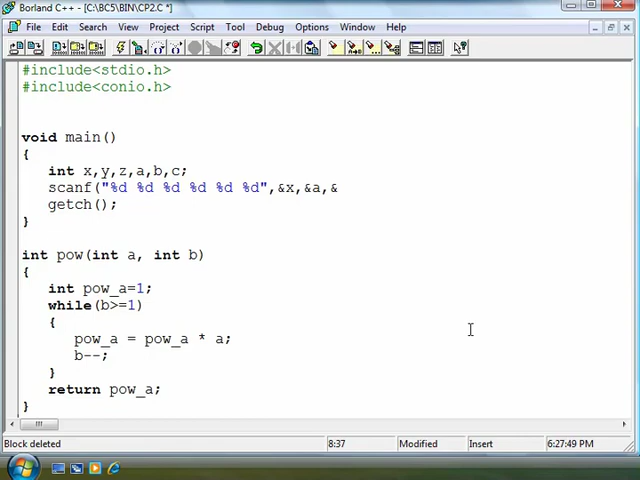 Borland C++ - [C:\BC5\BIN\CP2.C *]
File Edit Search View Project Script Tool Debug Options Window Help
#include<stdio.h>
#include<conio.h>
void main()
{
int x,y,z,a,b,c;
scanf("%d %d %d %d %d %d",&x,&a,&
getch();
}
int pow(int a, int b)
{
int pow_a=1;
while(b>=1)
{
pow_a = pow_a * a;
b--;
}
return pow_a;
}
Block deleted 8:37 Modified Insert 6:27:49 PM